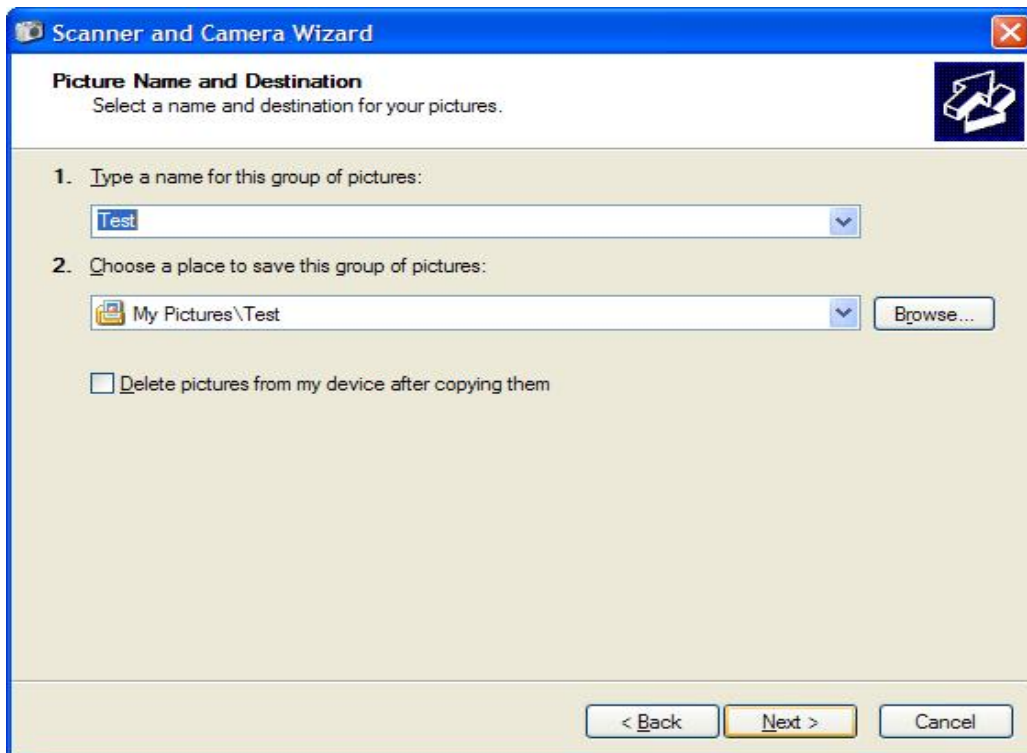 Scanner and Camera Wizard
Picture Name and Destination
Select a name and destination for your pictures.
1. Type a name for this group of pictures:
Test
2. Choose a place to save this group of pictures:
My Pictures\Test
Browse...
Delete pictures from my device after copying them
< Back Next > Cancel